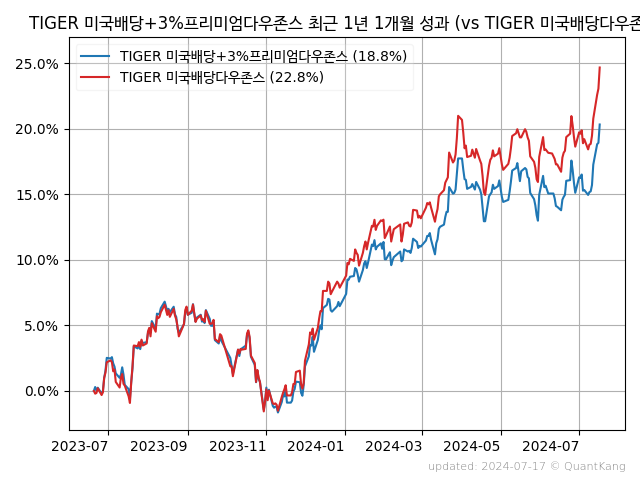 TIGER 미국배당+3%프리미엄다우존스 최근 1년 1개월 성과 (vs TIGER 미국배당다우존
TIGER 미국배당+3%프리미엄다우존스 (18.8%)
TIGER 미국배당다우존스 (22.8%)
25.0%
20.0%
15.0%
10.0%
5.0%
0.0%
2023-07 2023-09 2023-11 2024-01 2024-03 2024-05 2024-07
updated: 2024-07-17 © QuantKang